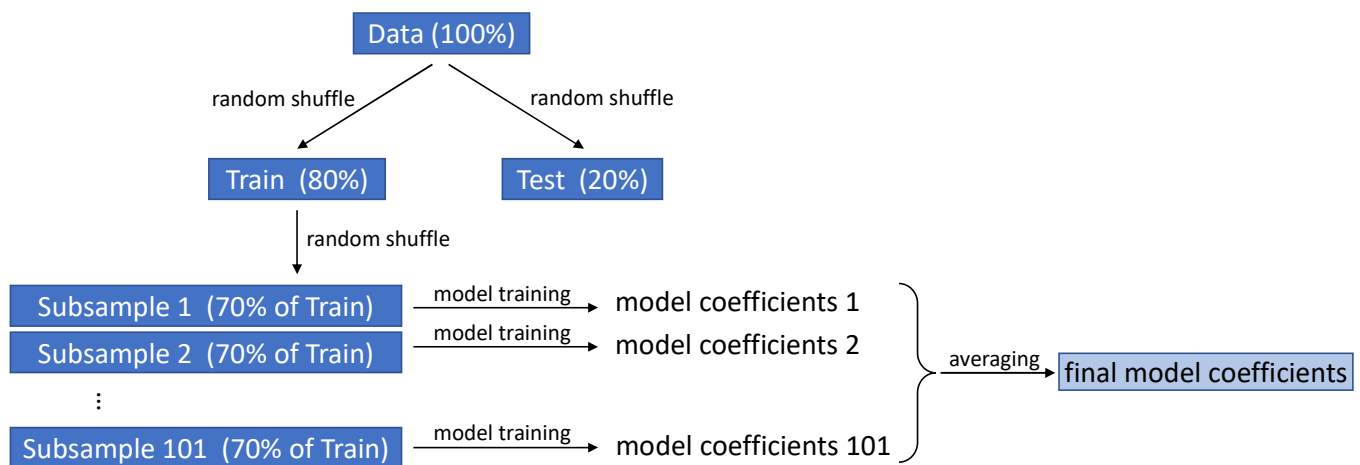 Data (100%)
random shuffle
random shuffle
Train (80%)
Test (20%)
random shuffle
Subsample 1 (70% of Train)
model training
model coefficients 1
Subsample 2 (70% of Train)
model training
model coefficients 2
averaging
final model coefficients
⋮
Subsample 101 (70% of Train)
model training
model coefficients 101